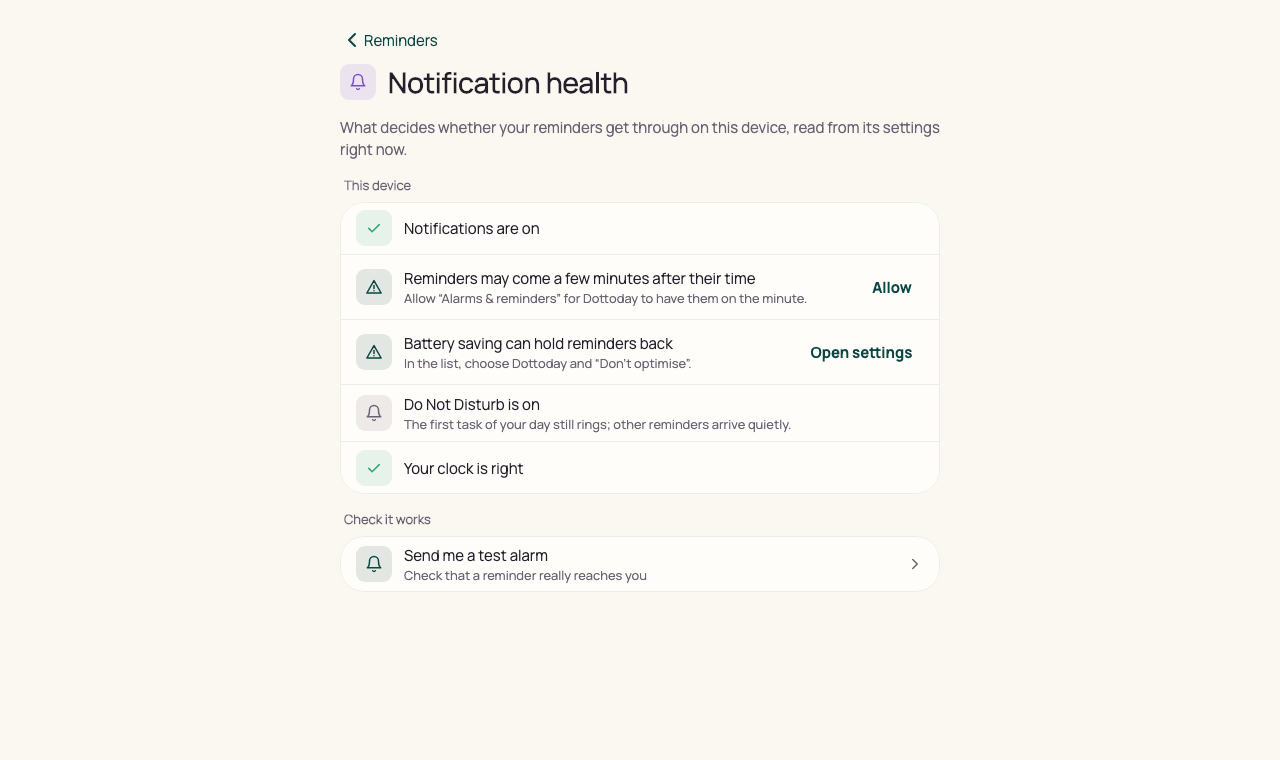 Reminders
Notification health
What decides whether your reminders get through on this device, read from its settings
right now.
This device
Notifications are on
Reminders may come a few minutes after their time
Allow “Alarms & reminders” for Dottoday to have them on the minute.
Allow
Battery saving can hold reminders back
In the list, choose Dottoday and “Don’t optimise”.
Open settings
Do Not Disturb is on
The first task of your day still rings; other reminders arrive quietly.
Your clock is right
Check it works
Send me a test alarm
Check that a reminder really reaches you